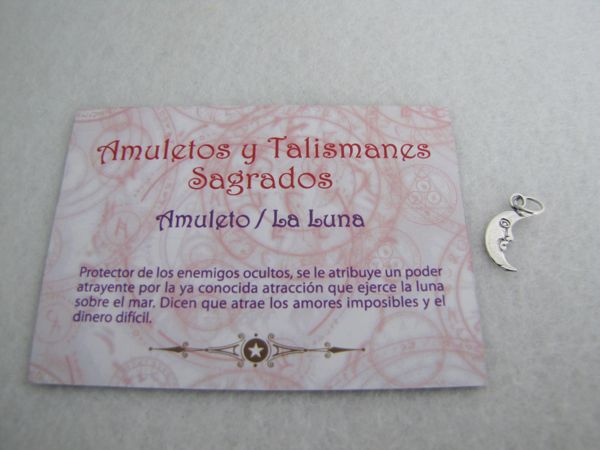 Amuletos y Talismanes
Sagrados
Amuleto / La Luna
Protector de los enemigos ocultos, se le atribuye un poder
atrayente por la ya conocida atracción que ejerce la luna
sobre el mar. Dicen que atrae los amores imposibles y el
dinero difícil.